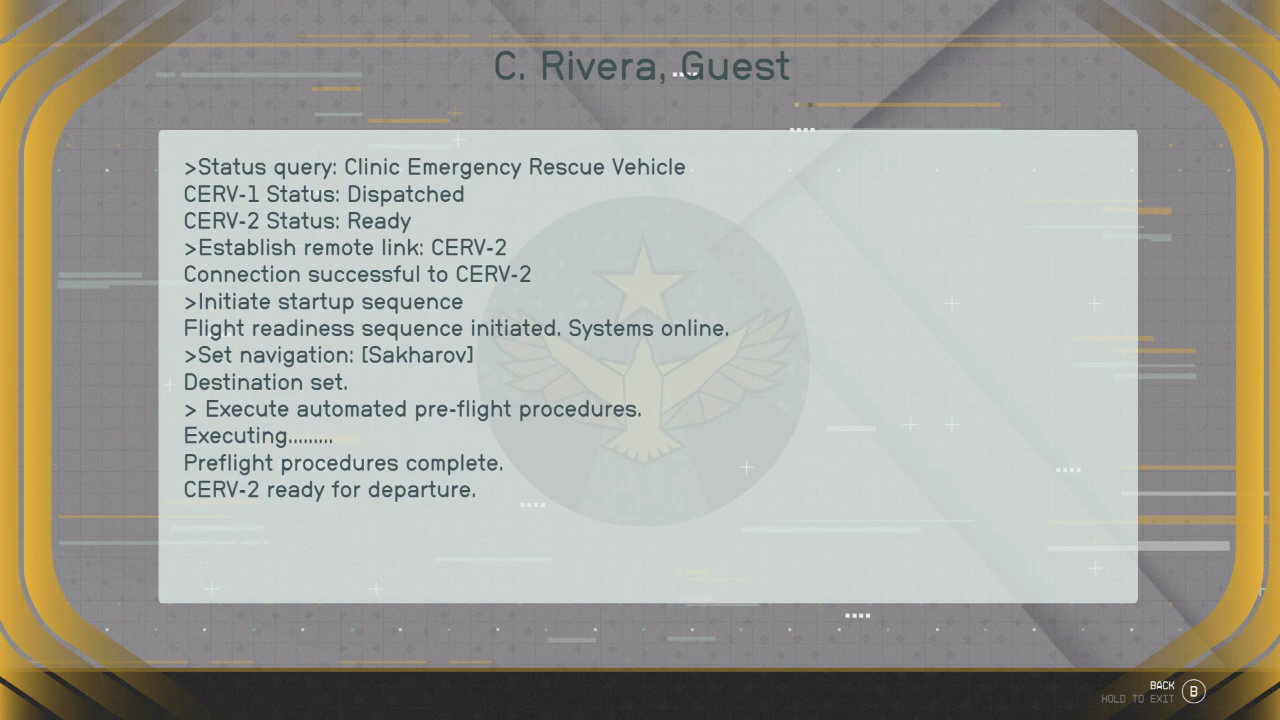 C. Rivera, Guest
>Status query: Clinic Emergency Rescue Vehicle
CERV-1 Status: Dispatched
CERV-2 Status: Ready
>Establish remote link: CERV-2
Connection successful to CERV-2
>Initiate startup sequence
Flight readiness sequence initiated. Systems online.
>Set navigation: [Sakharov]
Destination set.
> Execute automated pre-flight procedures.
Executing.........
Preflight procedures complete.
CERV-2 ready for departure.
BACK
HOLD TO EXIT
B